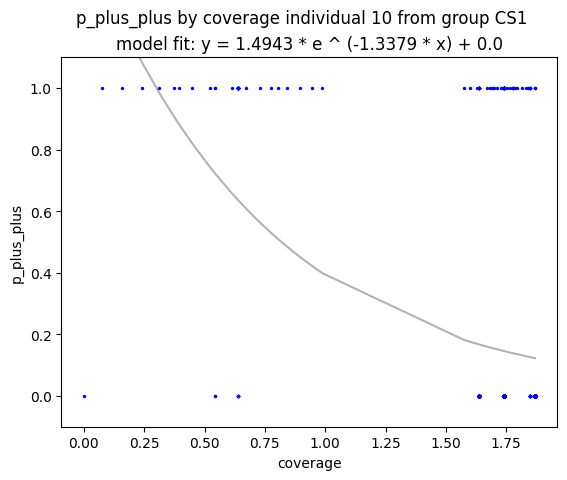 p_plus_plus by coverage individual 10 from group CS1
model fit: y = 1.4943 * e ^ (-1.3379 * x) + 0.0
1.0
0.8
0.6
0.4
0.2
0.0
p_plus_plus
0.00 0.25 0.50 0.75 1.00 1.25 1.50 1.75
coverage